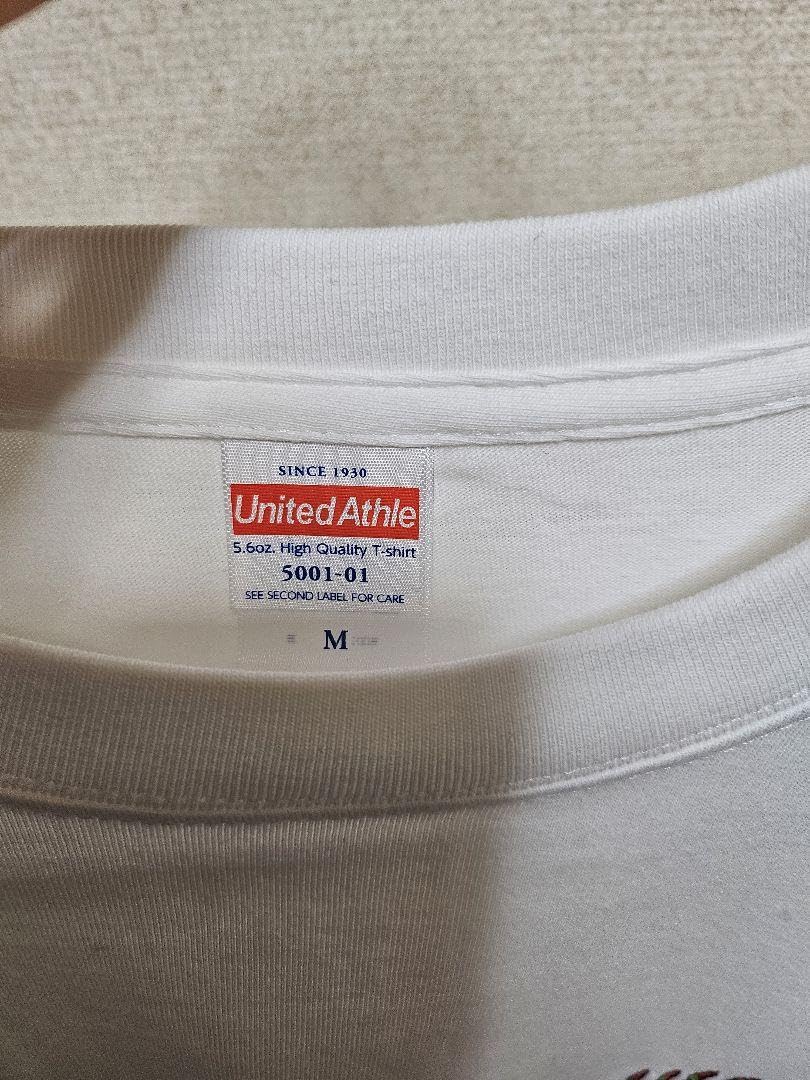 SINCE 1930
United Athle
5.6oz. High Quality T-shirt
5001-01
SEE SECOND LABEL FOR CARE
M